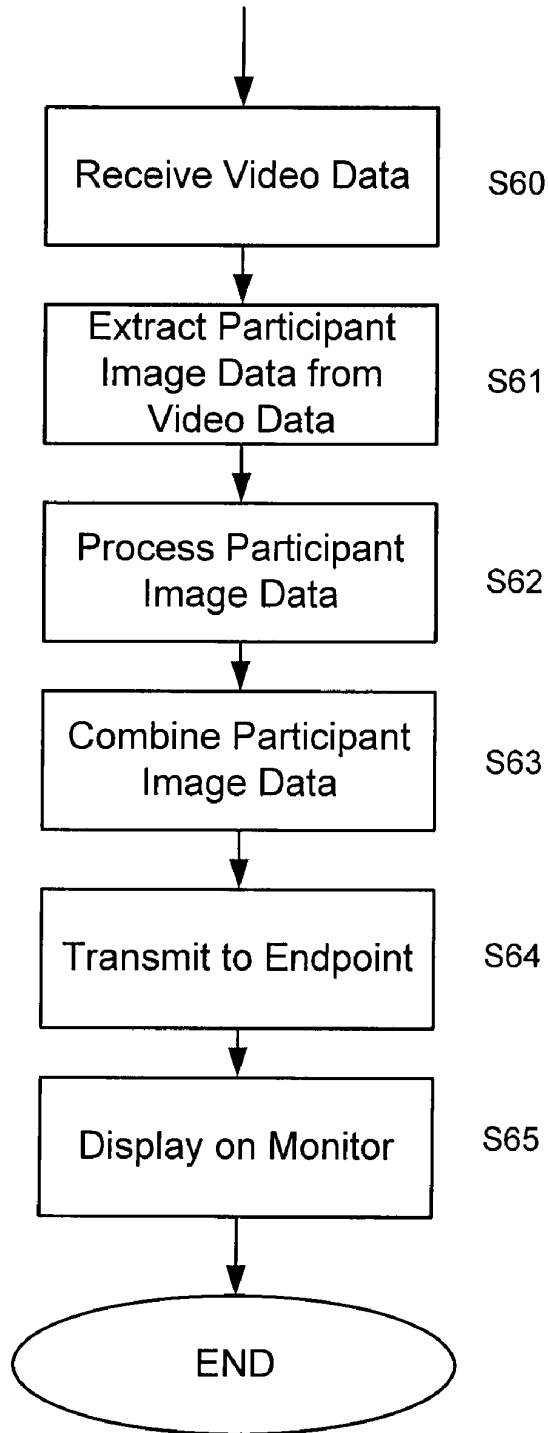 Receive Video Data
S60
Extract Participant
Image Data from
Video Data
S61
Process Participant
Image Data
S62
Combine Participant
Image Data
S63
Transmit to Endpoint
S64
Display on Monitor
S65
END